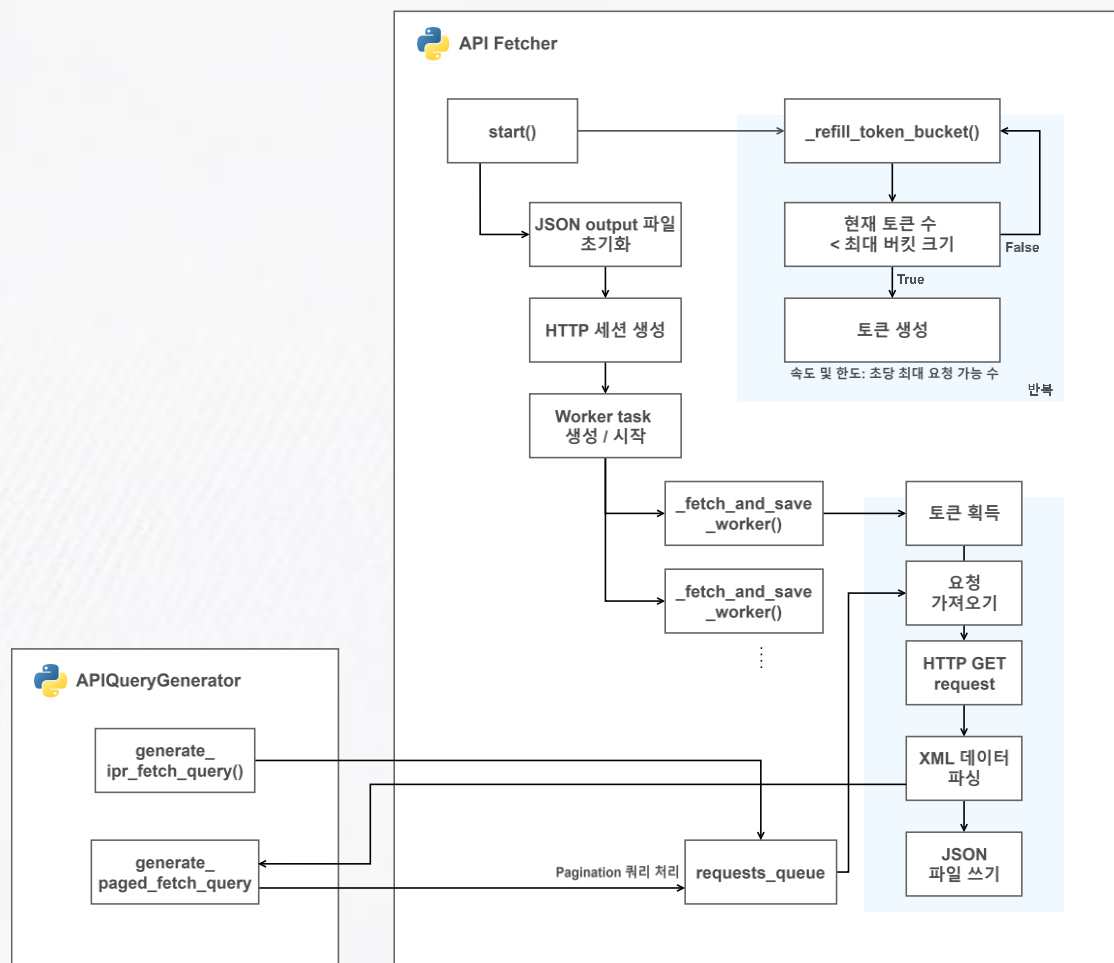 API Fetcher
start()
_refill_token_bucket()
JSON output 파일
초기화
현재 토큰 수
< 최대 버킷 크기
False
True
HTTP 세션 생성
토큰 생성
속도 및 한도: 초당 최대 요청 가능 수
반복
Worker task
생성 / 시작
_fetch_and_save
_worker()
토큰 획득
_fetch_and_save
_worker()
요청
가져오기
HTTP GET
request
APIQueryGenerator
generate_
ipr_fetch_query()
XML 데이터
파싱
generate_
paged_fetch_query
Pagination 쿼리 처리
requests_queue
JSON
파일 쓰기